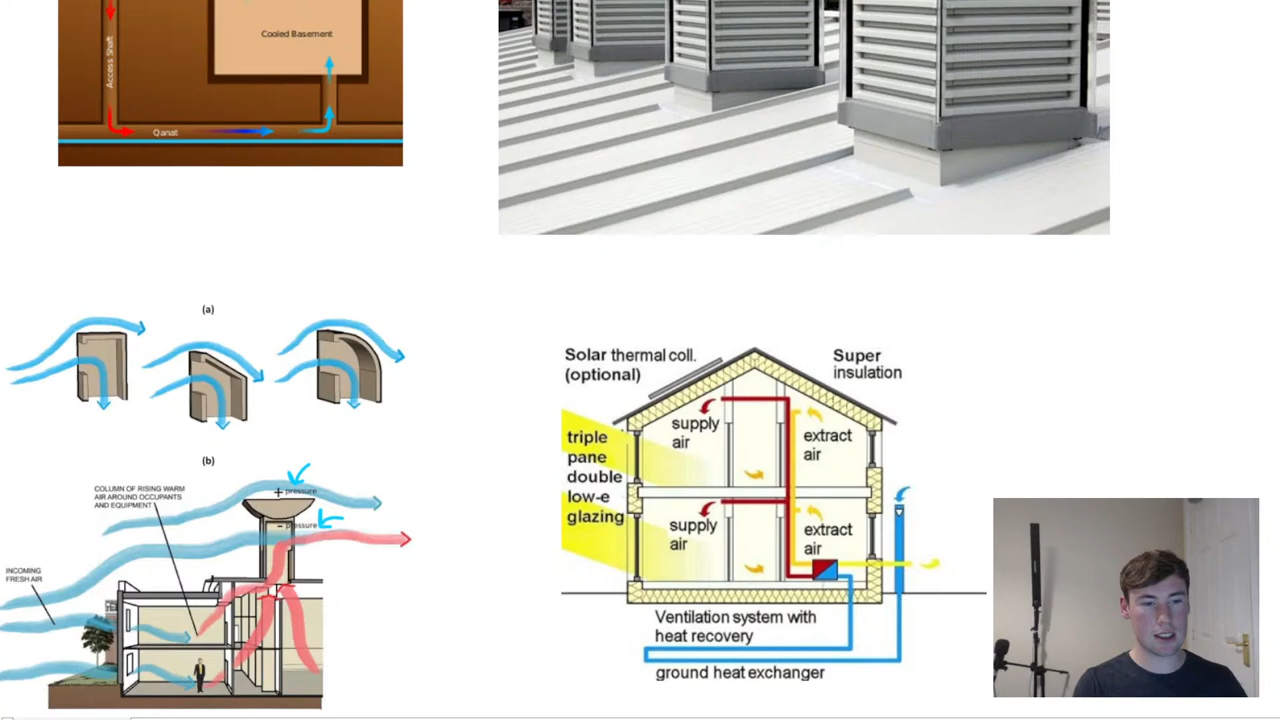 Cooled Basement
Access Shaft
Qanat
(a)
(b)
COLUMN OF RISING WARM
AIR AROUND OCCUPANTS
AND EQUIPMENT
+ pressure
- pressure
INCOMING
FRESH AIR
Solar thermal coll.
(optional)
Super
insulation
triple
pane
double
low-e
glazing
supply
air
extract
air
supply
air
extract
air
Ventilation system with
heat recovery
ground heat exchanger